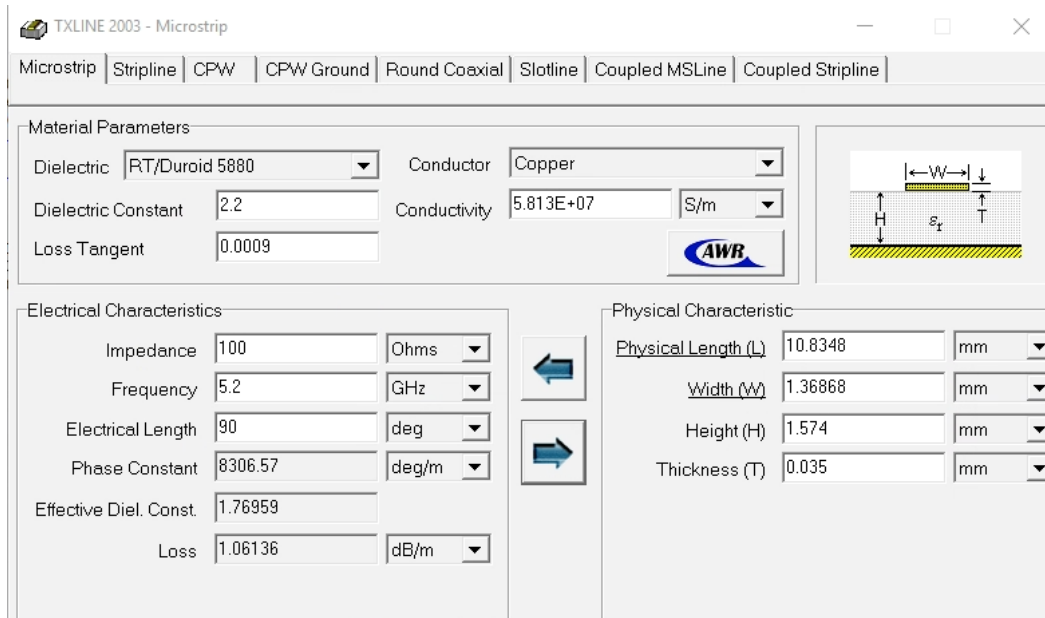 TXLINE 2003 - Microstrip
Microstrip Stripline CPW CPW Ground Round Coaxial Slotline Coupled MSLine Coupled Stripline
Material Parameters
Dielectric RT/Duroid 5880 Conductor Copper
Dielectric Constant 2.2 Conductivity 5.813E+07 S/m
Loss Tangent 0.0009
AWR
W
H
εr
T
Electrical Characteristics
Impedance 100 Ohms
Frequency 5.2 GHz
Electrical Length 90 deg
Phase Constant 8306.57 deg/m
Effective Diel. Const. 1.76959
Loss 1.06136 dB/m
Physical Characteristic
Physical Length (L) 10.8348 mm
Width (W) 1.36868 mm
Height (H) 1.574 mm
Thickness (T) 0.035 mm